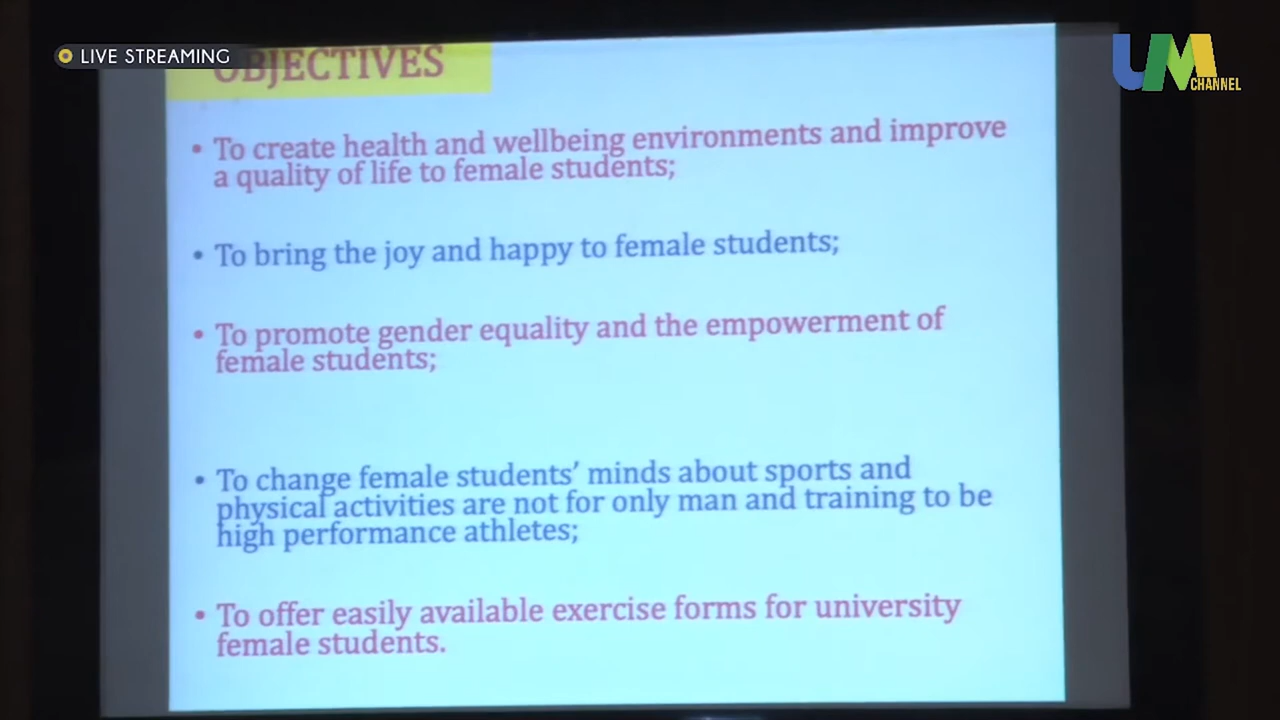 LIVE STREAMING
UM
CHANNEL
OBJECTIVES
• To create health and wellbeing environments and improve
a quality of life to female students;
• To bring the joy and happy to female students;
• To promote gender equality and the empowerment of
female students;
• To change female students’ minds about sports and
physical activities are not for only man and training to be
high performance athletes;
• To offer easily available exercise forms for university
female students.